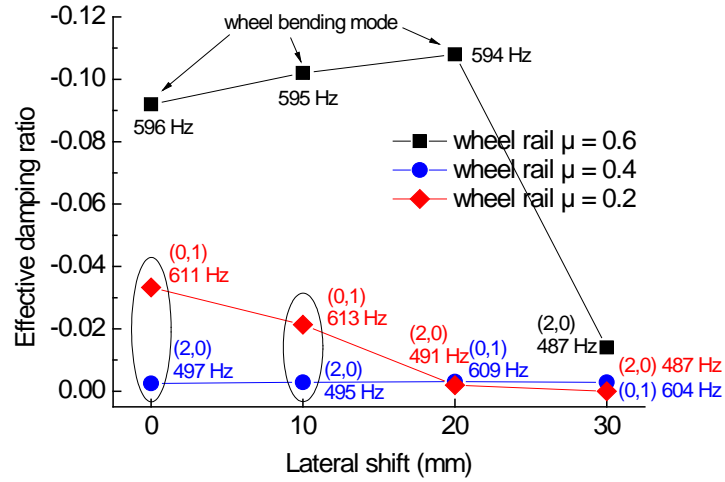 -0.12
-0.10
-0.08
-0.06
-0.04
-0.02
0.00
Effective damping ratio
wheel bending mode
596 Hz
595 Hz
594 Hz
wheel rail μ = 0.6
wheel rail μ = 0.4
wheel rail μ = 0.2
(0,1)
611 Hz
(0,1)
613 Hz
(2,0)
497 Hz
(2,0)
495 Hz
(2,0)
491 Hz
(0,1)
609 Hz
(2,0)
487 Hz
(2,0) 487 Hz
(0,1) 604 Hz
0
10
20
30
Lateral shift (mm)